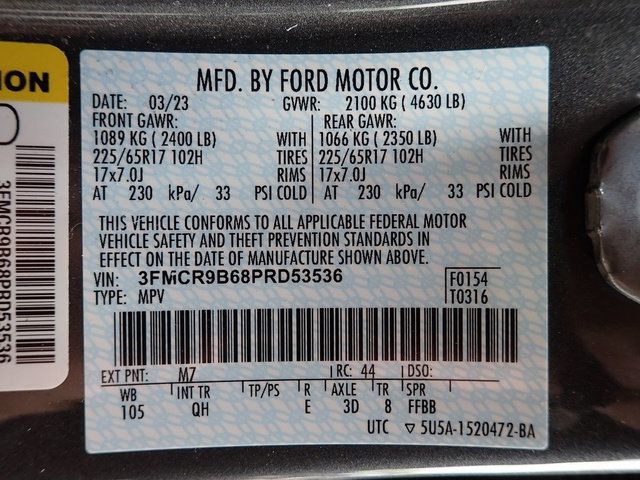 ION
3FMCR9B68PRD53536
MFD. BY FORD MOTOR CO.
DATE: 03/23 GVWR: 2100 KG ( 4630 LB)
FRONT GAWR: REAR GAWR:
1089 KG ( 2400 LB) WITH 1066 KG ( 2350 LB) WITH
225/65R17 102H TIRES 225/65R17 102H TIRES
17x7.0J RIMS 17x7.0J RIMS
AT 230 kPa/ 33 PSI COLD AT 230 kPa/ 33 PSI COLD
THIS VEHICLE CONFORMS TO ALL APPLICABLE FEDERAL MOTOR
VEHICLE SAFETY AND THEFT PREVENTION STANDARDS IN
EFFECT ON THE DATE OF MANUFACTURE SHOWN ABOVE.
VIN: 3FMCR9B68PRD53536 F0154
TYPE: MPV T0316
EXT PNT: M7 RC: 44 DSO:
WB INT TR TP/PS R AXLE TR SPR
105 QH E 3D 8 FFBB
UTC ▽ 5U5A-1520472-BA